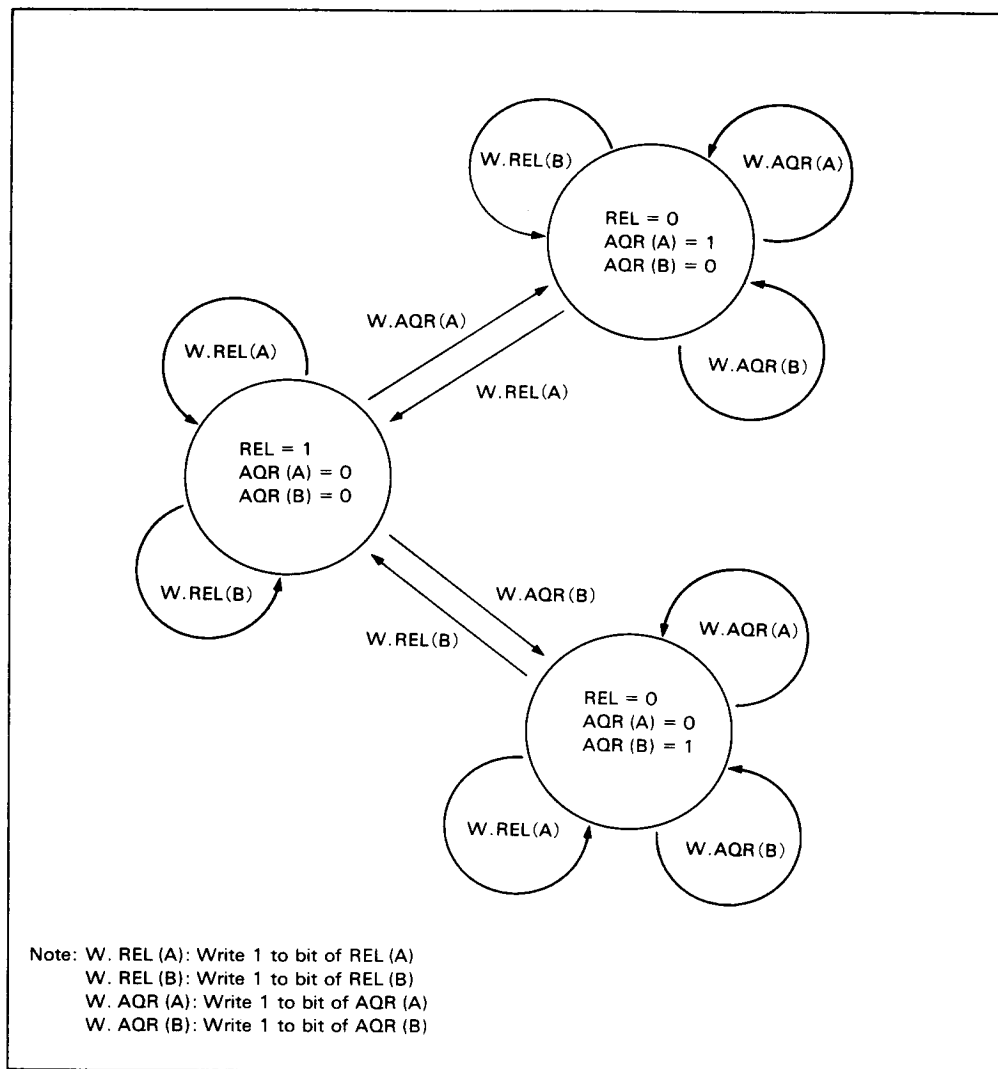 W.REL(B)
W.AQR(A)
REL = 0
AQR (A) = 1
AQR (B) = 0
W.AQR(A)
W.REL(A)
W.AQR(B)
W.REL(A)
REL = 1
AQR (A) = 0
AQR (B) = 0
W.REL(B)
W.AQR(B)
W.REL(B)
W.AQR(A)
REL = 0
AQR (A) = 0
AQR (B) = 1
W.REL(A)
W.AQR(B)
Note: W. REL (A): Write 1 to bit of REL (A)
W. REL (B): Write 1 to bit of REL (B)
W. AQR (A): Write 1 to bit of AQR (A)
W. AQR (B): Write 1 to bit of AQR (B)